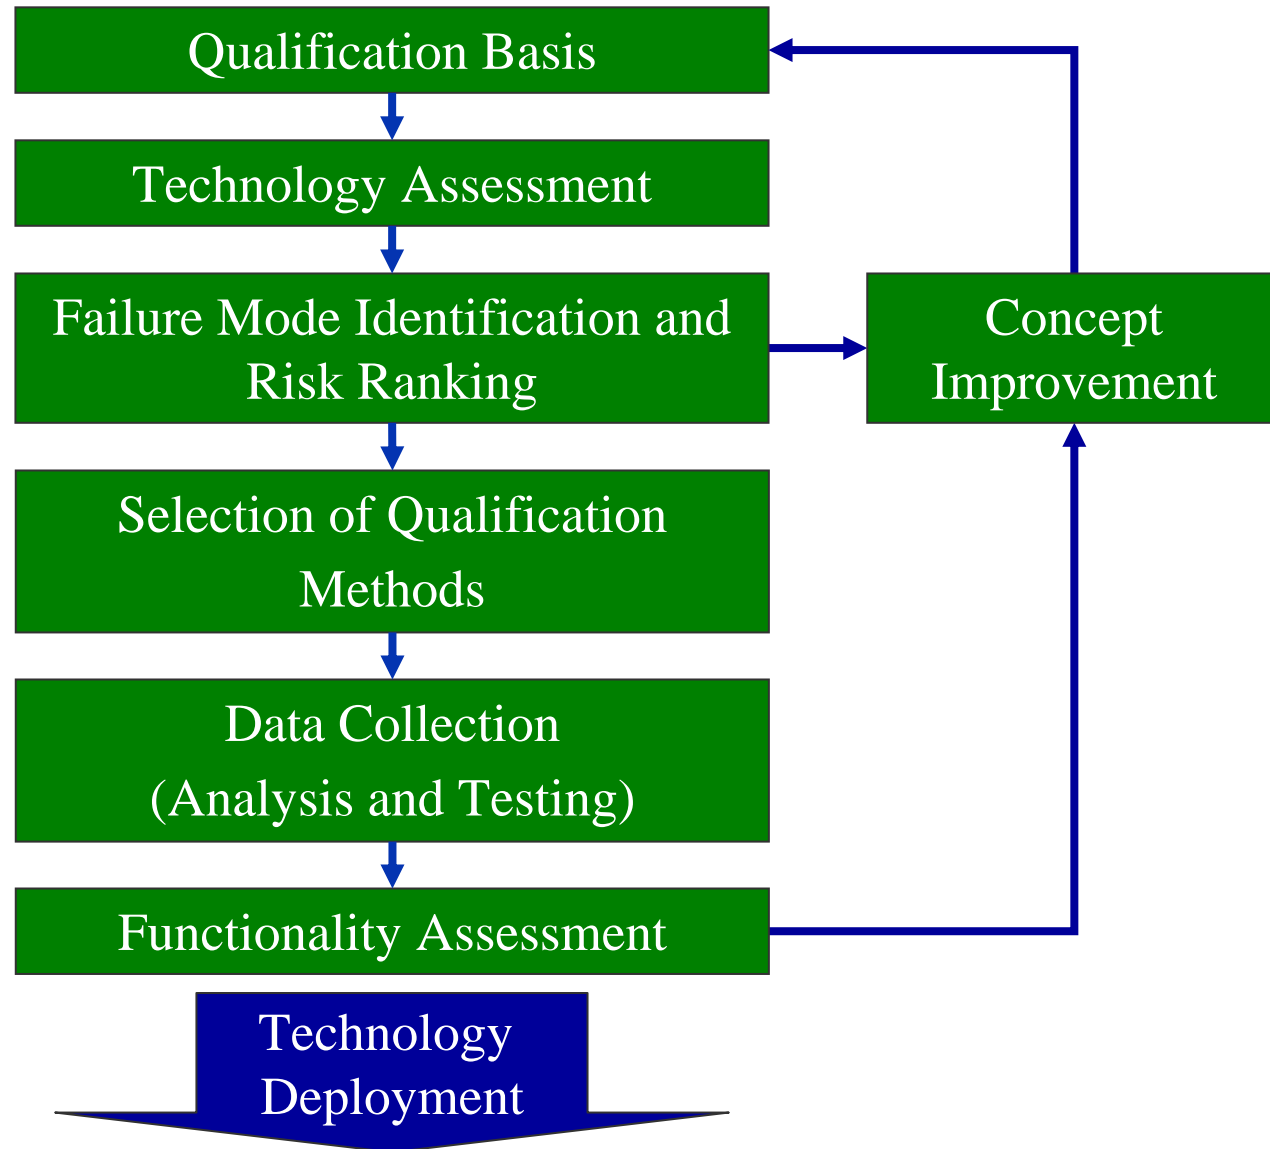 Qualification Basis
Technology Assessment
Failure Mode Identification and
Risk Ranking
Concept
Improvement
Selection of Qualification
Methods
Data Collection
(Analysis and Testing)
Functionality Assessment
Technology
Deployment